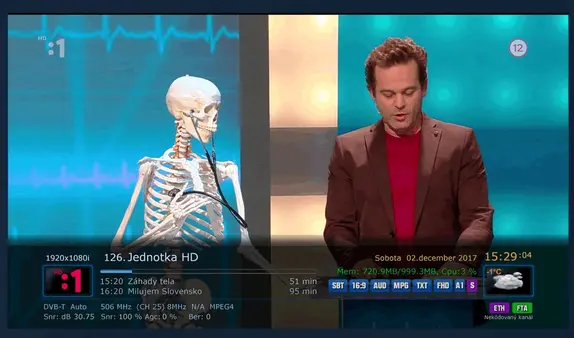 HD :1
12
1920x1080i 126. Jednotka HD Sobota 02.december 2017 15:29:04
Mem: 720.9MB/999.3MB, Cpu:3 %
:1 15:20 Záhady tela 51 min SBT 16:9 AUD MPG TXT FHD A1 S -1°C
16:20 Milujem Slovensko 95 min
DVB-T Auto 506 MHz (CH 25) 8MHz N/A MPEG4 ETH FTA
Snr: dB 30.75 Snr: 100 % Agc: 0 % Ber: 0 Nekódovaný kanál